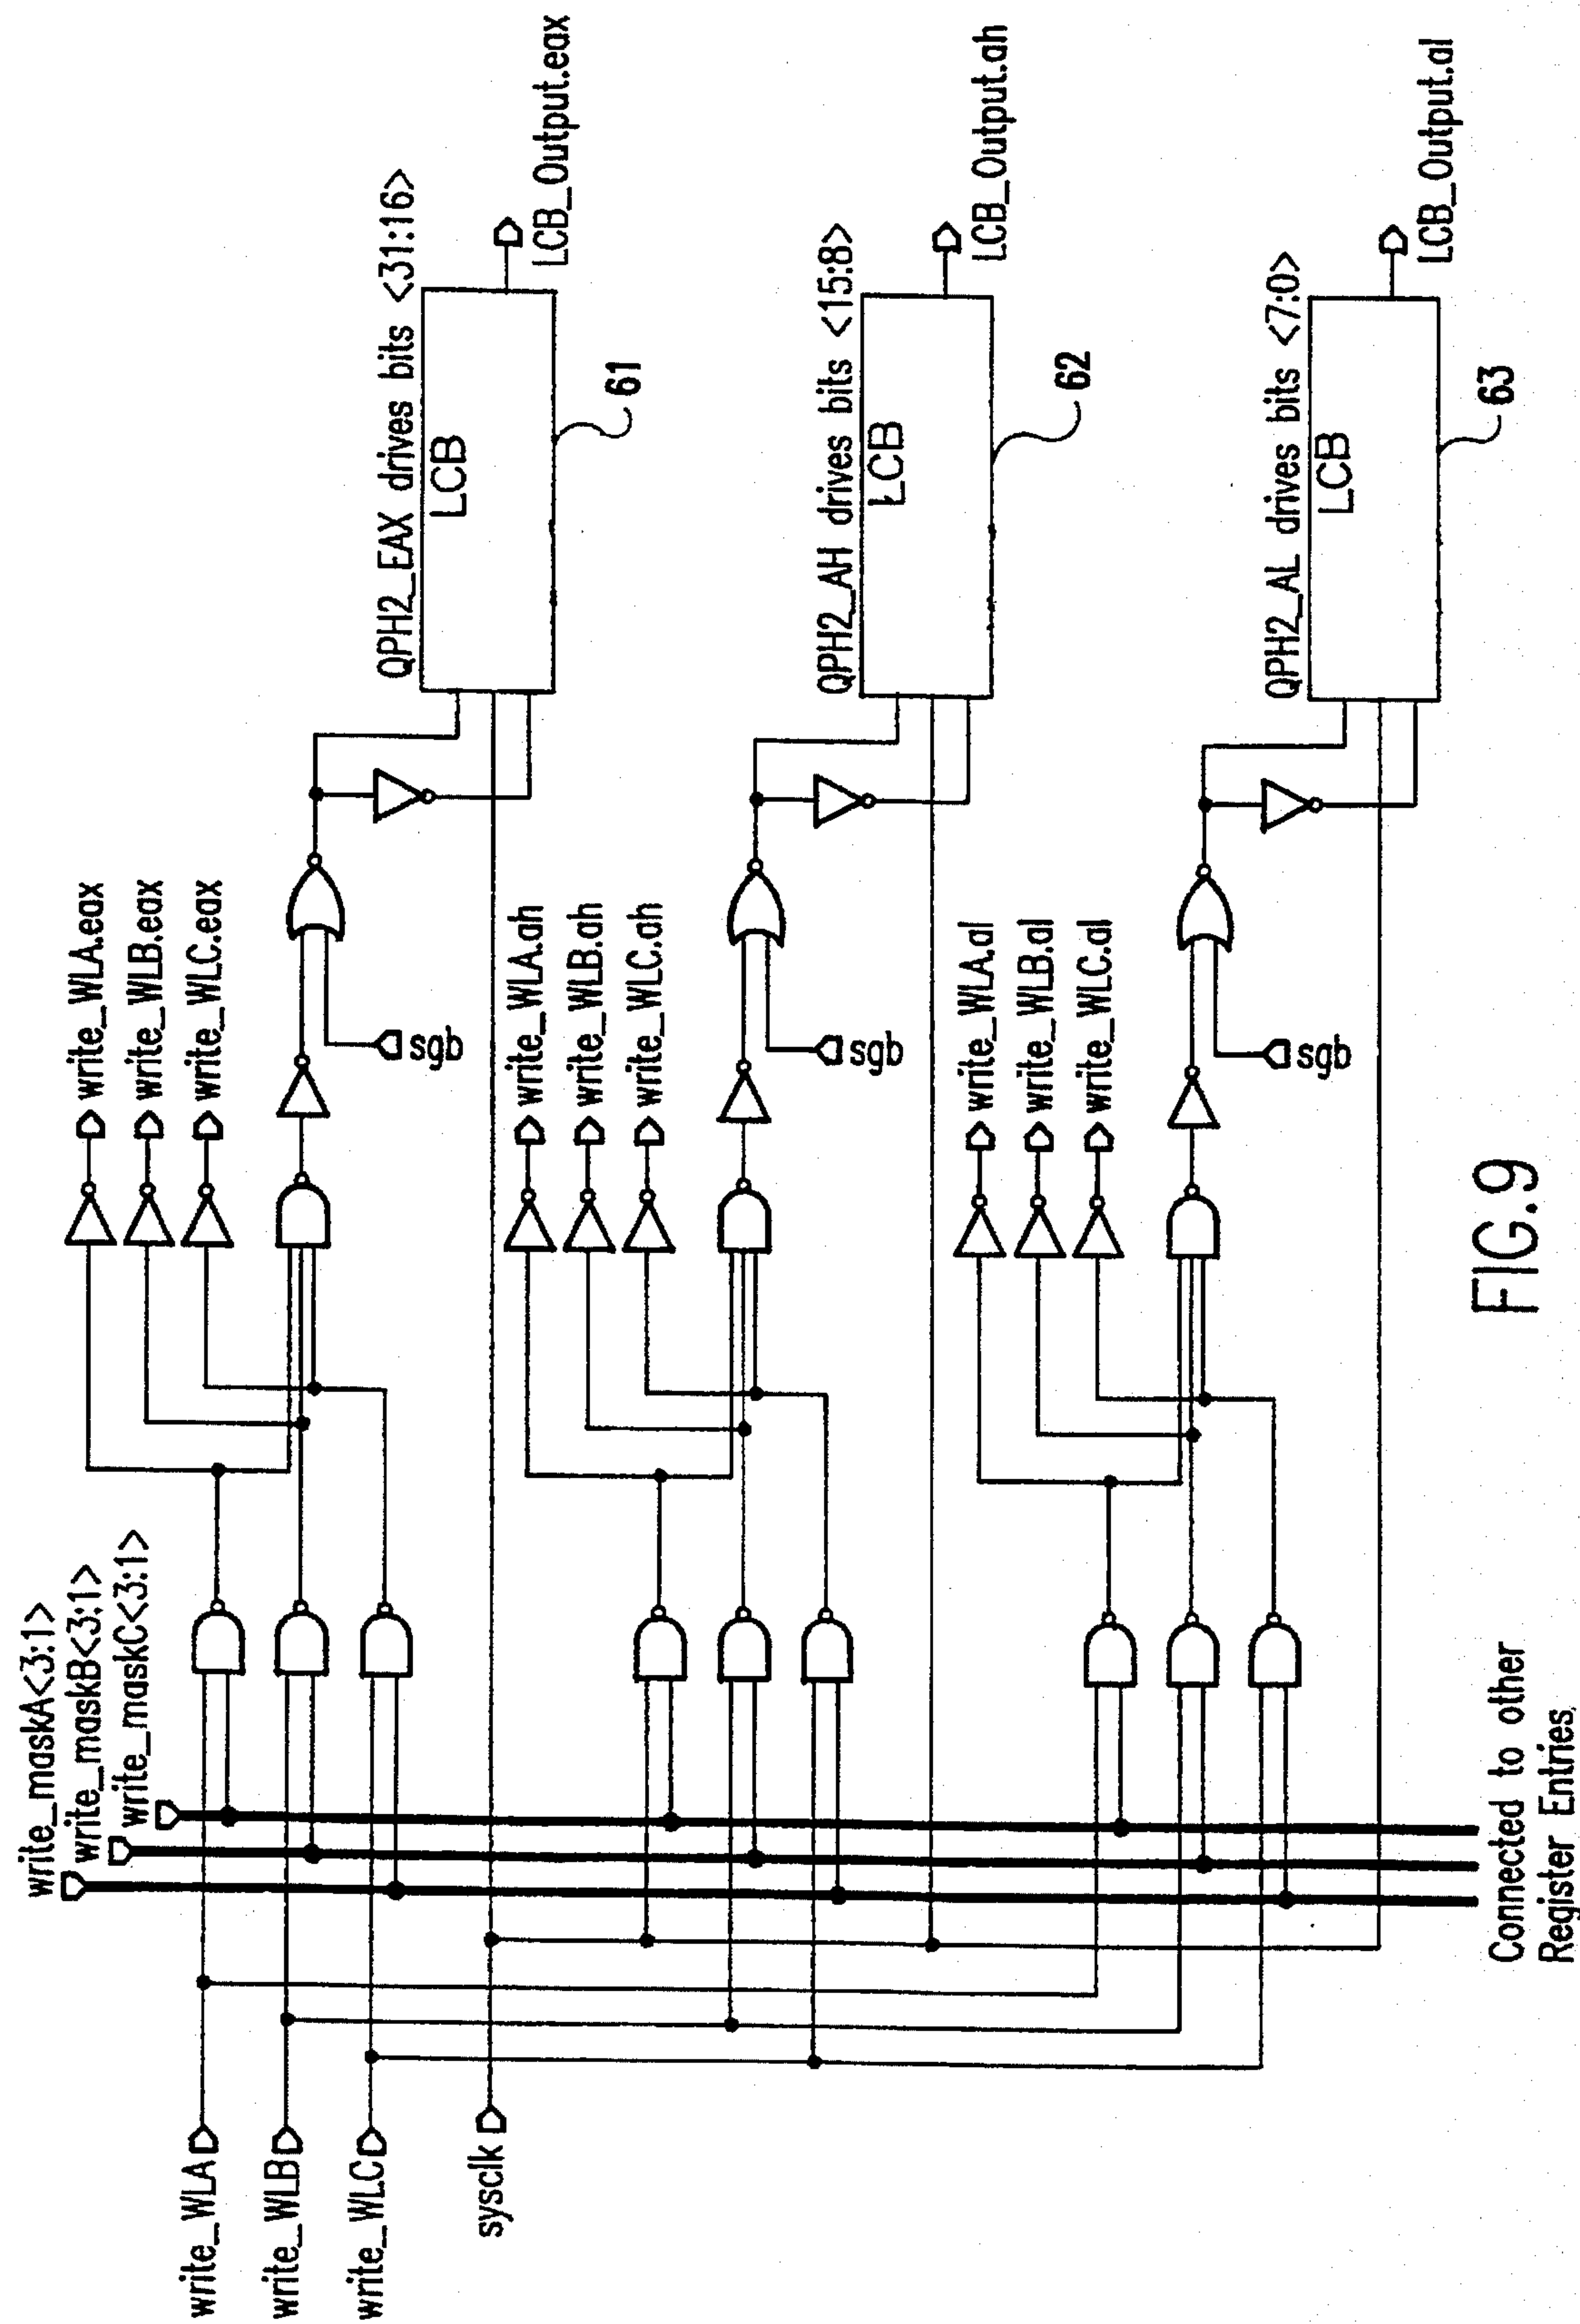 write_maskA<3:1>
write_maskB<3:1>
write_maskC<3:1>
write_WLA
write_WLB
write_WLC
sysclk
write_WLA.eax
write_WLB.eax
write_WLC.eax
sgb
QPH2_EAX drives bits <31:16>
LCB
61
LCB_Output.eax
write_WLA.ah
write_WLB.ah
write_WLC.ah
sgb
QPH2_AH drives bits <15:8>
LCB
62
LCB_Output.ah
write_WLA.al
write_WLB.al
write_WLC.al
sgb
QPH2_AL drives bits <7:0>
LCB
63
LCB_Output.al
Connected to other
Register Entries
FIG.9